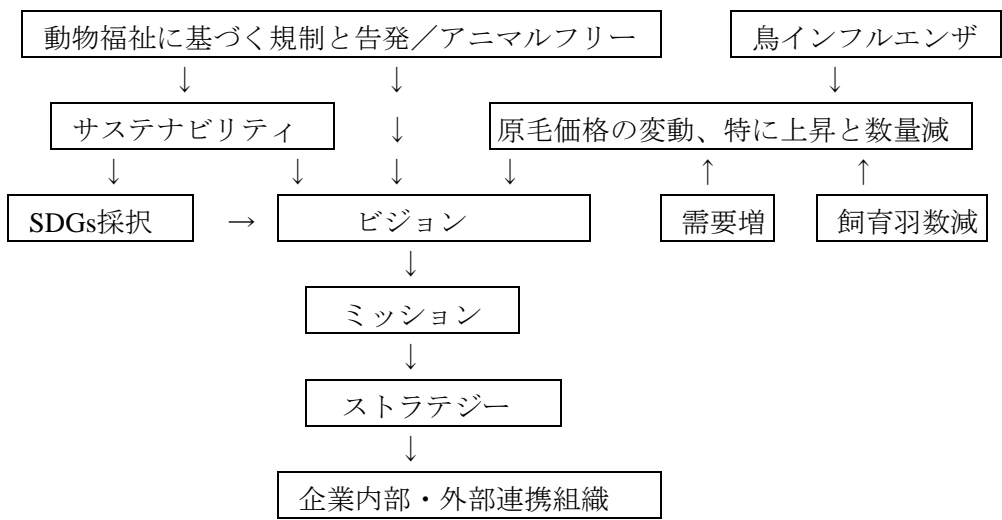 動物福祉に基づく規制と告発／アニマルフリー 鳥インフルエンザ
↓ ↓ ↓
サステナビリティ ↓ 原毛価格の変動、特に上昇と数量減
↓ ↓ ↓ ↓ ↑ ↑
SDGs採択 → ビジョン 需要増 飼育羽数減
↓
ミッション
↓
ストラテジー
↓
企業内部・外部連携組織